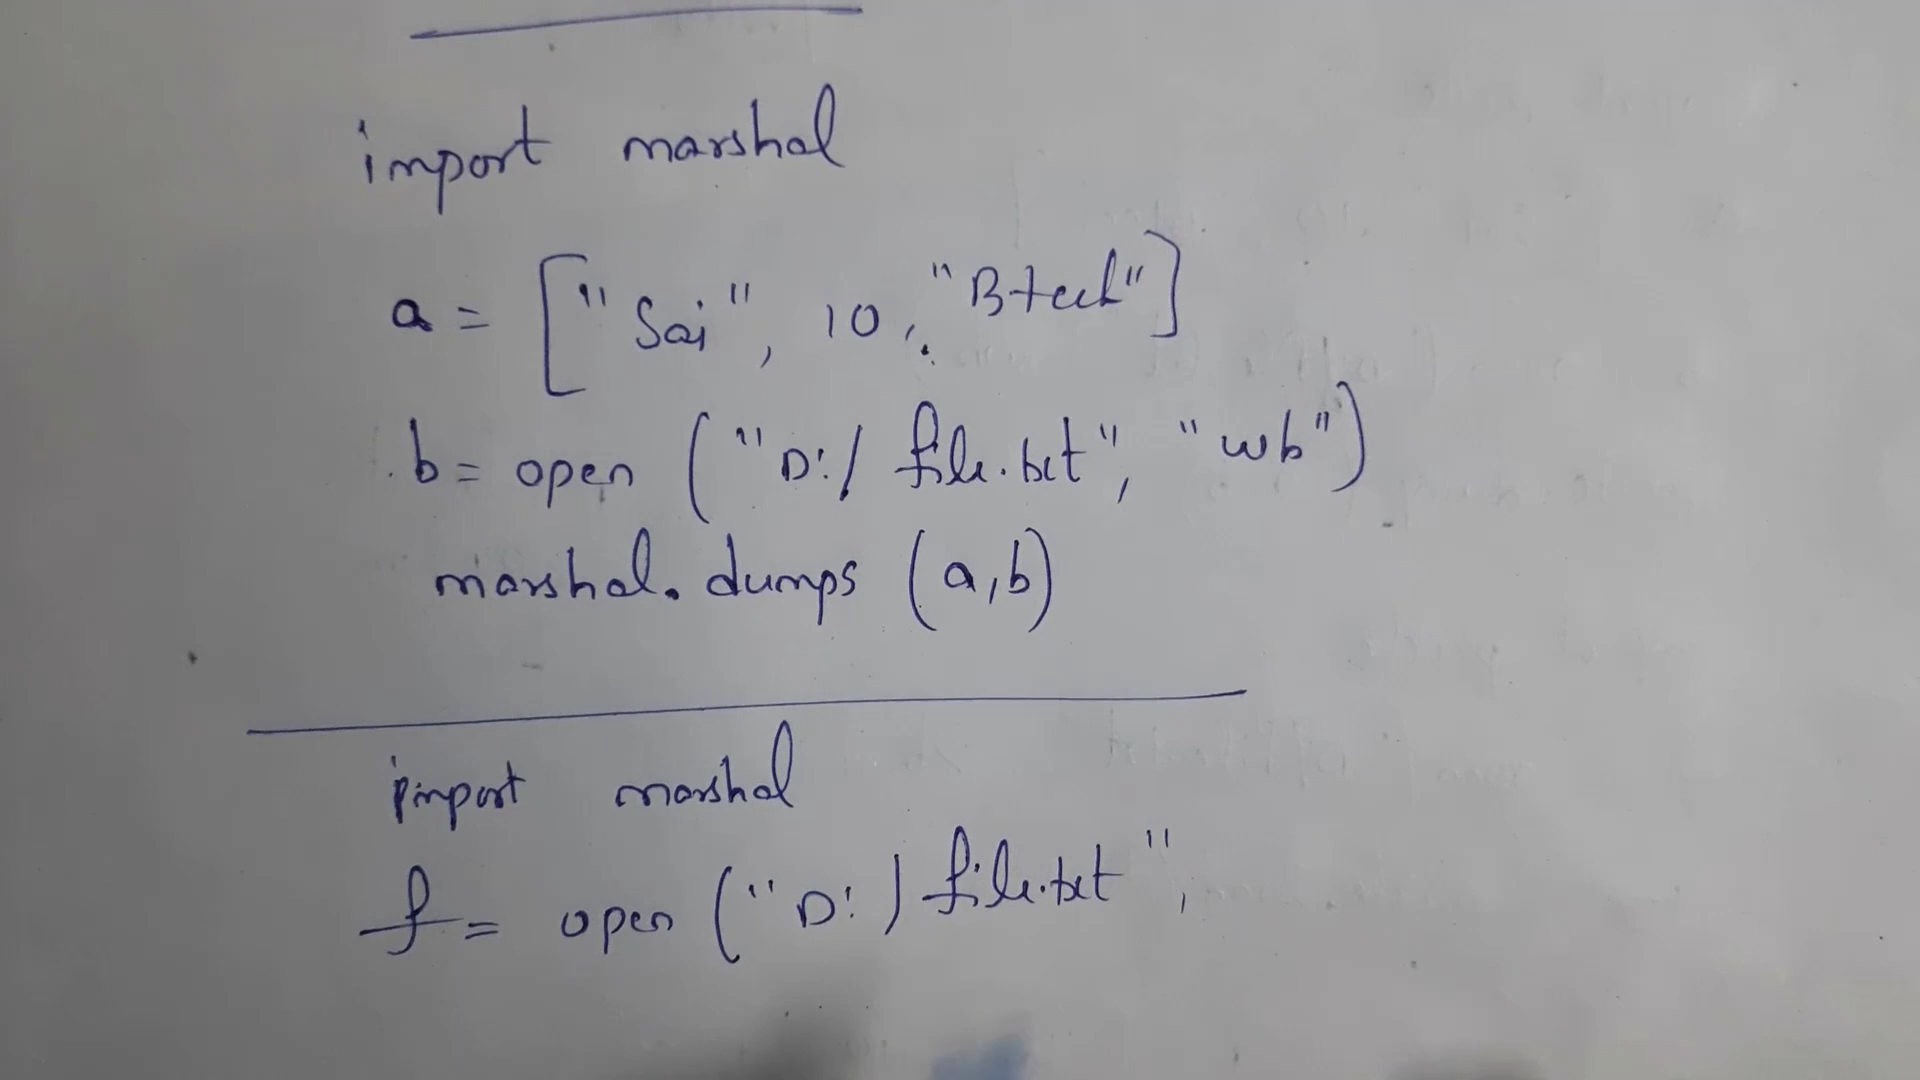 import marshal
a = ["Sai", 10, "Btech"]
b = open ("D:/ file.txt", "wb")
marshal. dumps (a,b)
import marshal
f = open ("D:/ file.txt",